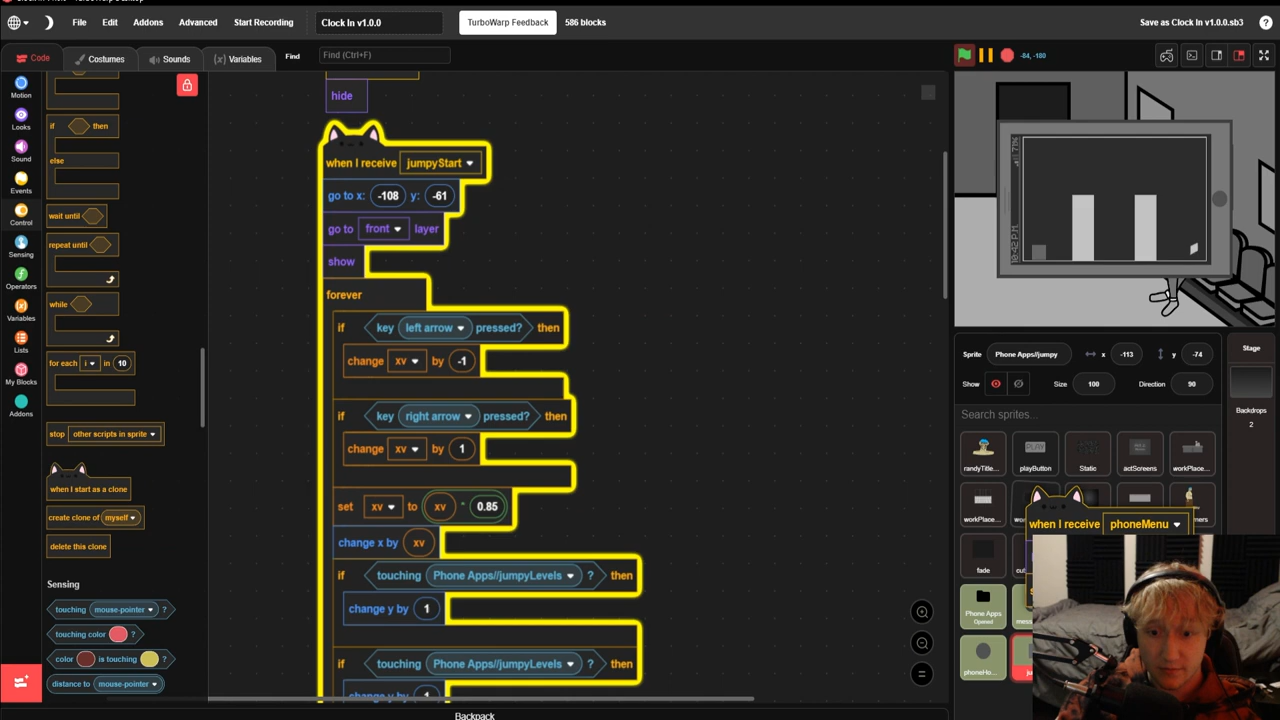 File Edit Addons Advanced Start Recording Clock In v1.0.0 TurboWarp Feedback 586 blocks Save as Clock In v1.0.0.sb3 ?
Code Costumes Sounds Variables Find Find (Ctrl+F) -84, -180
Motion
Looks
Sound
Events
Control
Sensing
Operators
Variables
Lists
My Blocks
Addons
if then
else
wait until
repeat until
while
for each i in 10
stop other scripts in sprite
when I start as a clone
create clone of myself
delete this clone
Sensing
touching mouse-pointer ?
touching color ?
color is touching ?
distance to mouse-pointer
hide
when I receive jumpyStart
go to x: -108 y: -61
go to front layer
show
forever
if key left arrow pressed? then
change xv by -1
if key right arrow pressed? then
change xv by 1
set xv to xv * 0.85
change x by xv
if touching Phone Apps//jumpyLevels ? then
change y by 1
if touching Phone Apps//jumpyLevels ? then
change y by 1
Backpack
78%
10:42 P.M.
Sprite Phone Apps//jumpy x -113 y -74
Show Size 100 Direction 90
Search sprites...
PLAY
randyTitle... playButton Static actScreens workPlace...
workPlace...
when I receive phoneMenu
fade
Phone Apps
Opened
phoneHo...
Stage
Backdrops
2